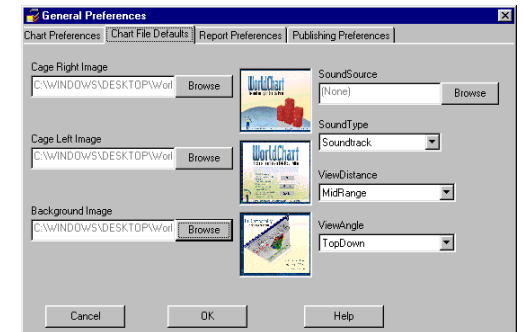 General Preferences
Chart Preferences Chart File Defaults Report Preferences Publishing Preferences
Cage Right Image
C:\WINDOWS\DESKTOP\Worl
Browse
WorldChart
SoundSource
(None)
Browse
SoundType
Soundtrack
Cage Left Image
C:\WINDOWS\DESKTOP\Worl
Browse
WorldChart
ViewDistance
MidRange
Background Image
C:\WINDOWS\DESKTOP\Worl
Browse
ViewAngle
TopDown
Cancel
OK
Help